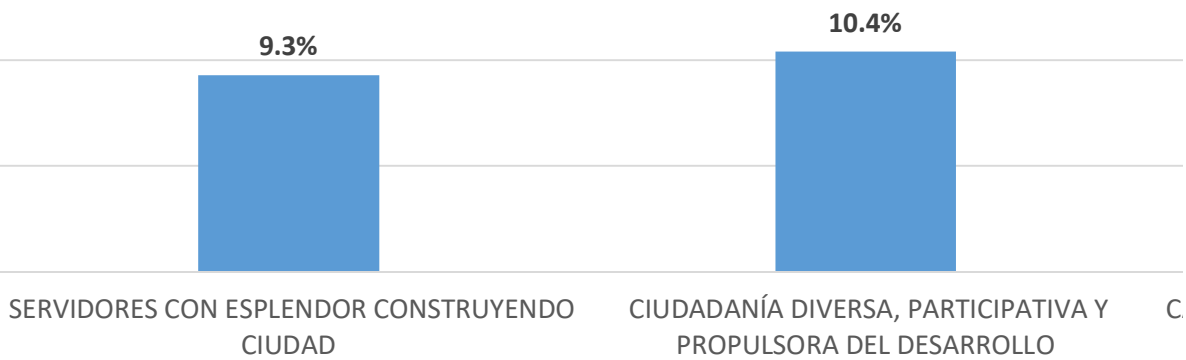 10.4%
9.3%
SERVIDORES CON ESPLENDOR CONSTRUYENDO
CIUDAD
CIUDADANÍA DIVERSA, PARTICIPATIVA Y
PROPULSORA DEL DESARROLLO